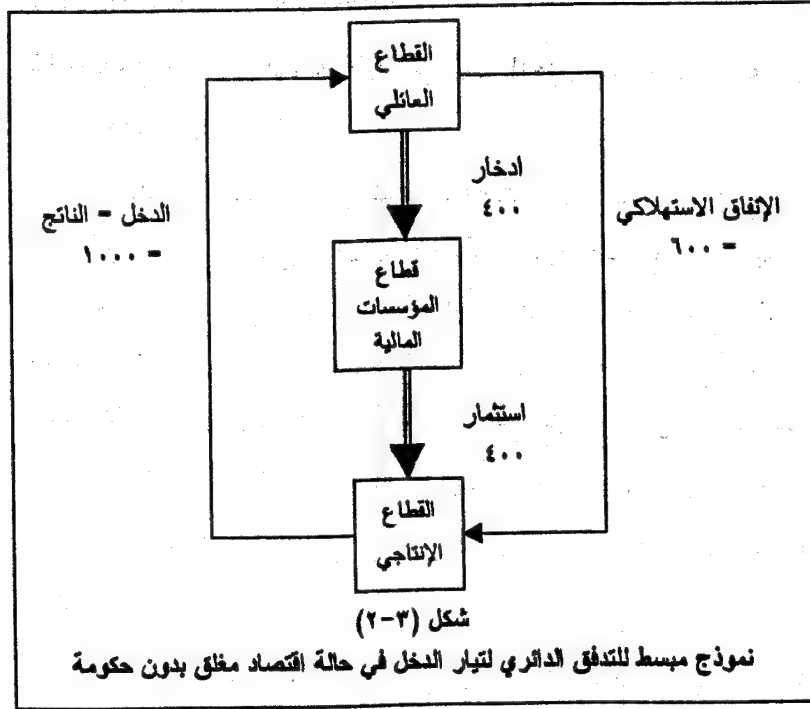 القطاع
العائلي
ادخار
٤٠٠
الدخل = الناتج
= ١٠٠٠
الإنفاق الاستهلاكي
= ٦٠٠
قطاع
المؤسسات
المالية
استثمار
٤٠٠
القطاع
الإنتاجي
شكل (٣-٢)
نموذج مبسط للتدفق الدائري لتيار الدخل في حالة اقتصاد مغلق بدون حكومة